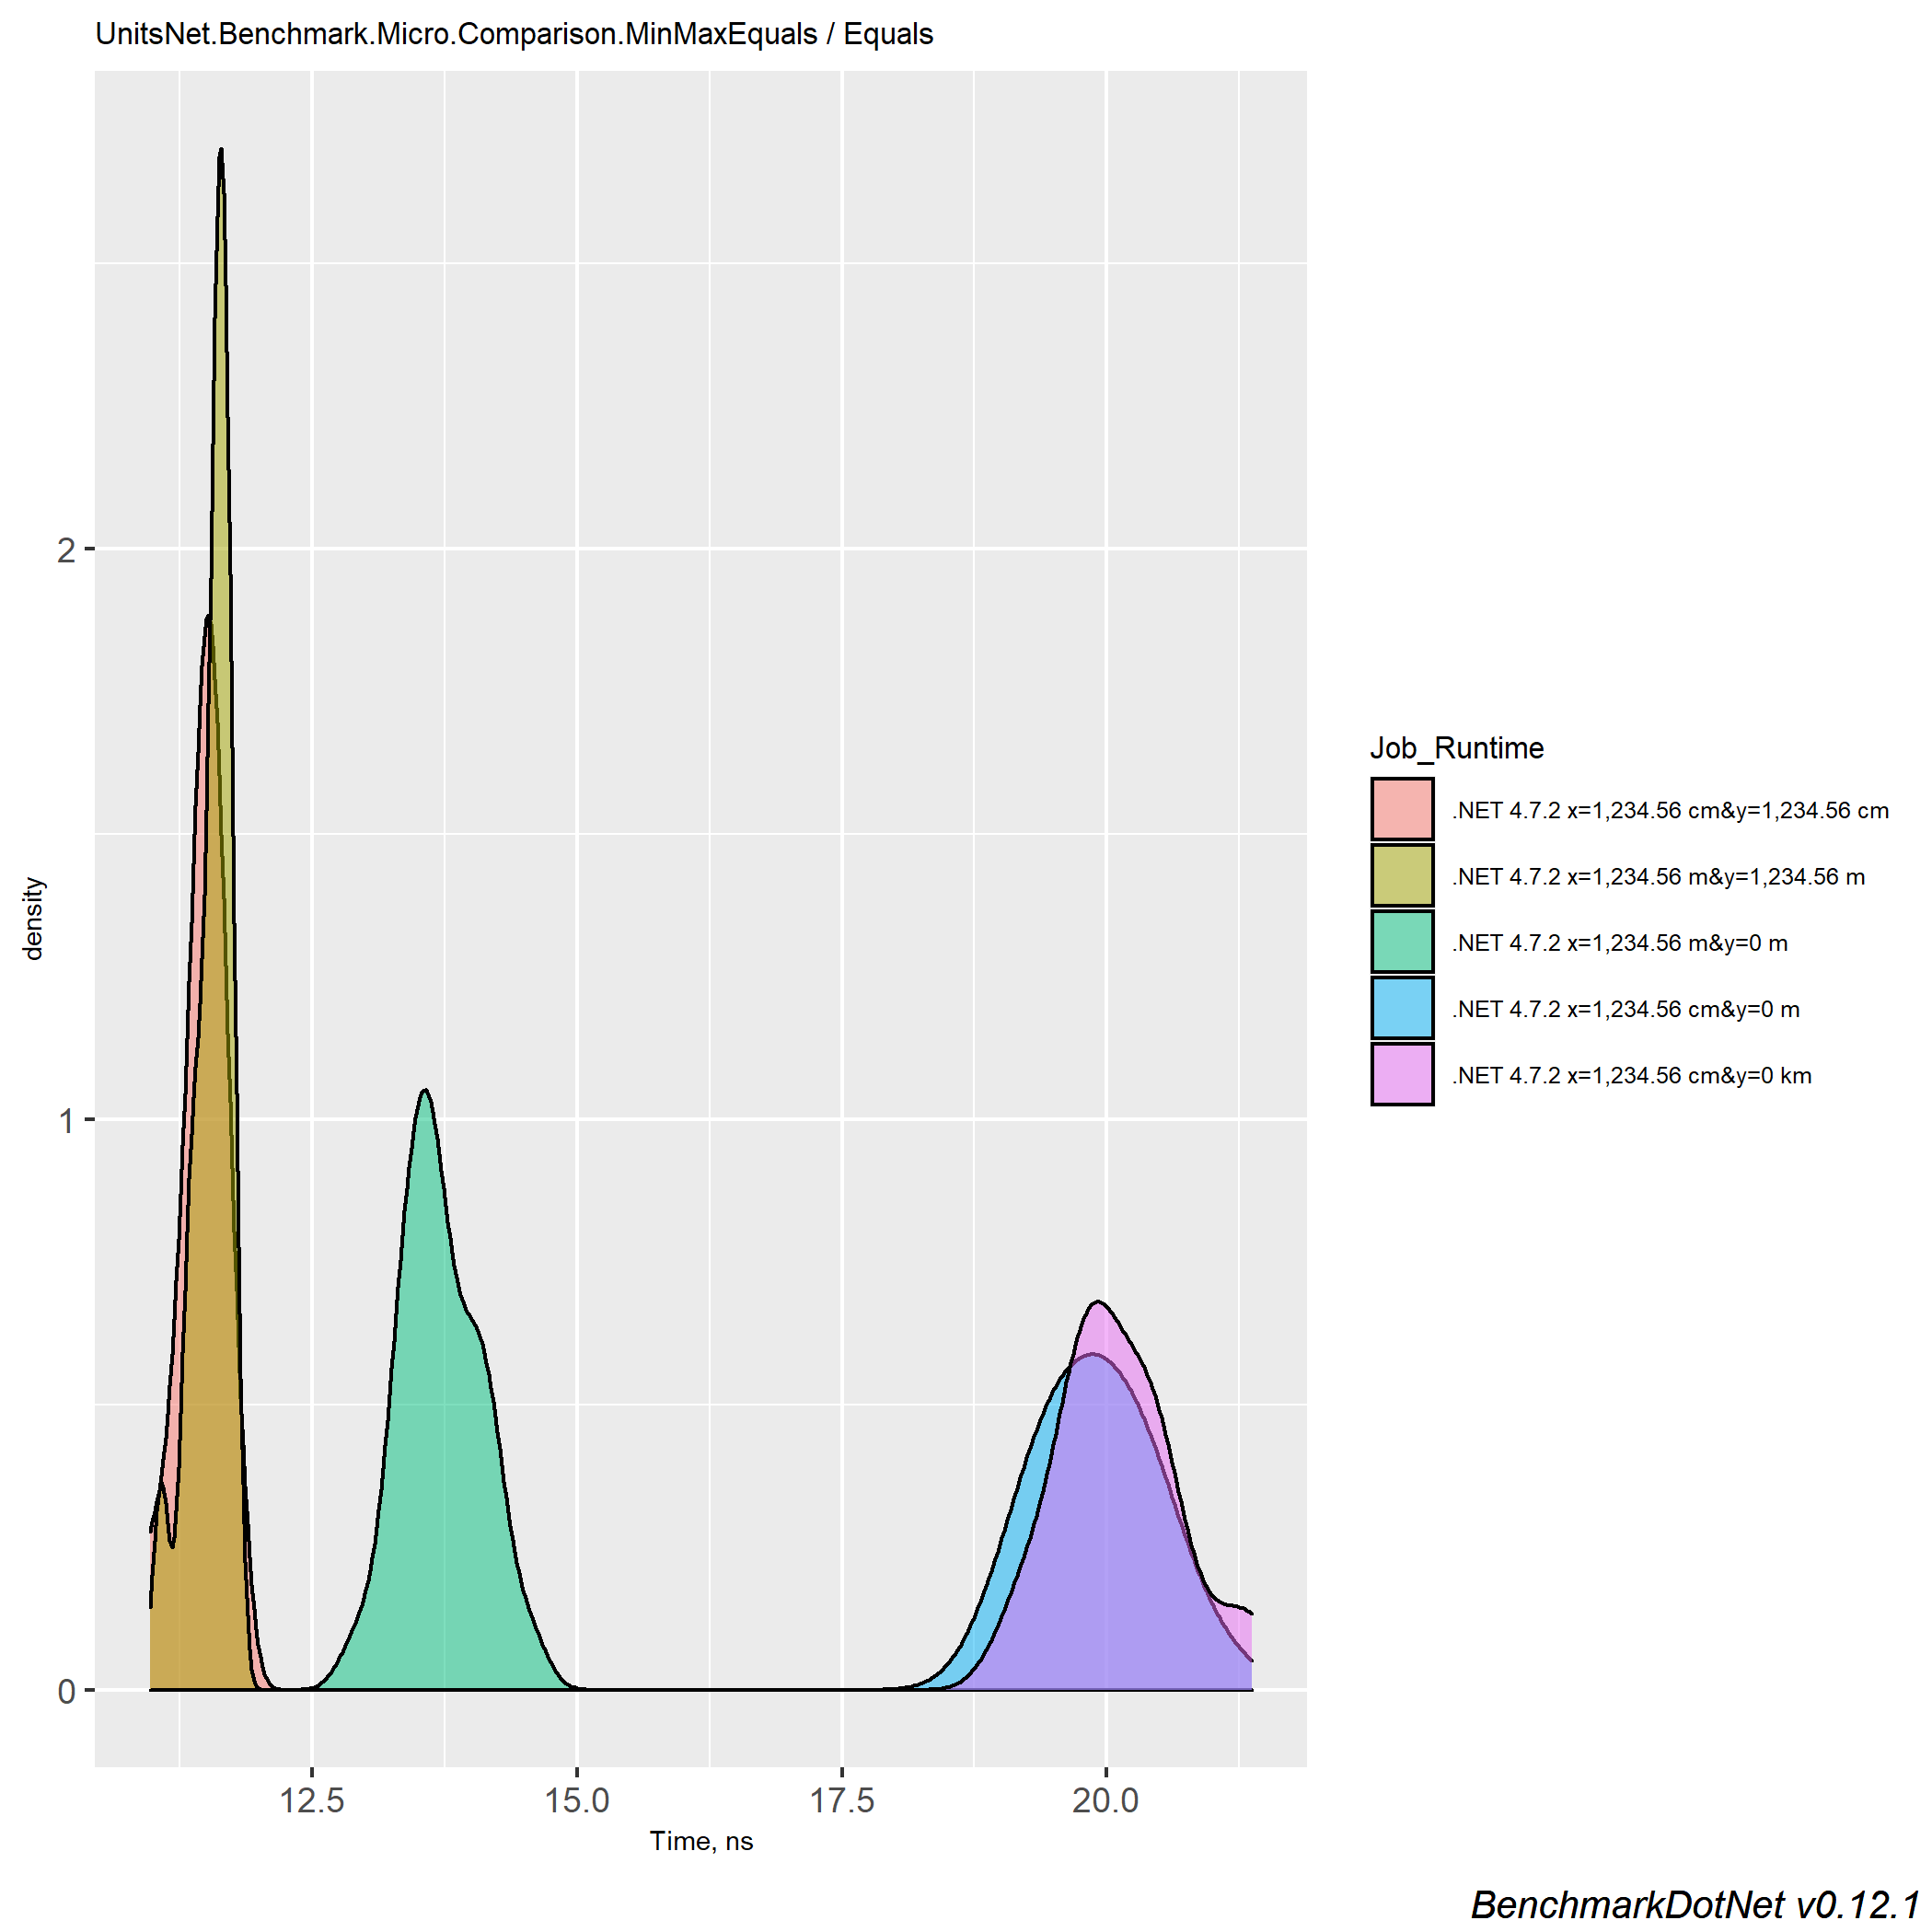 UnitsNet.Benchmark.Micro.Comparison.MinMaxEquals / Equals
density
2
1
0
12.5 15.0 17.5 20.0
Time, ns
Job_Runtime
.NET 4.7.2 x=1,234.56 cm&y=1,234.56 cm
.NET 4.7.2 x=1,234.56 m&y=1,234.56 m
.NET 4.7.2 x=1,234.56 m&y=0 m
.NET 4.7.2 x=1,234.56 cm&y=0 m
.NET 4.7.2 x=1,234.56 cm&y=0 km
BenchmarkDotNet v0.12.1